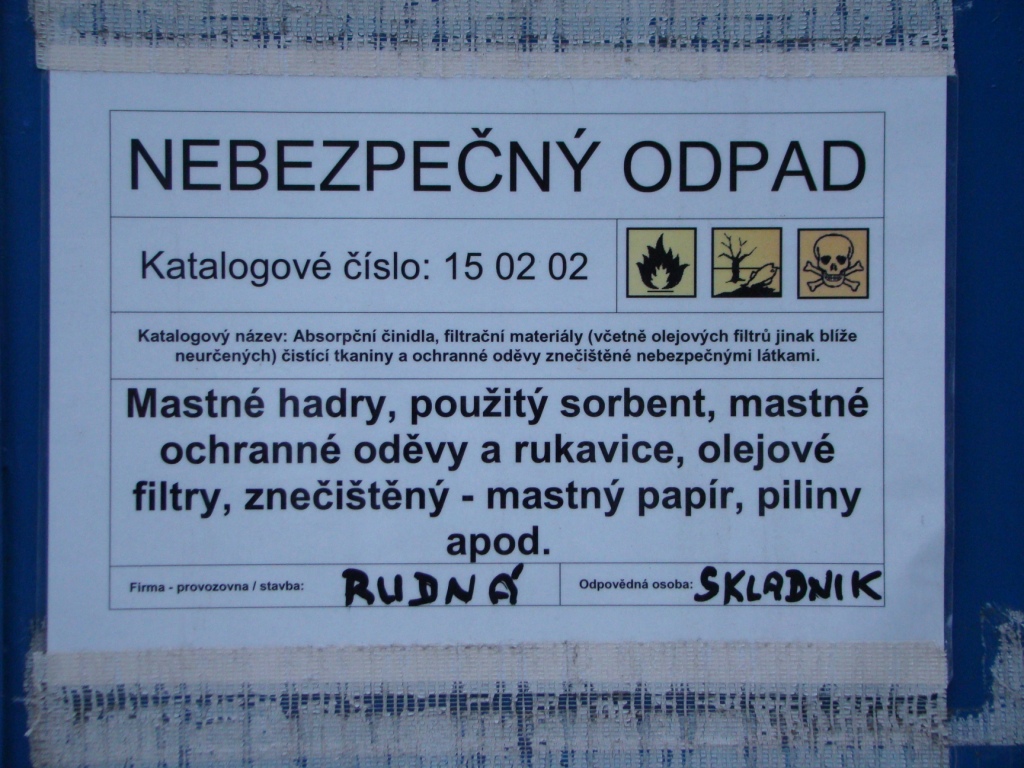 NEBEZPEČNÝ ODPAD
Katalogové číslo: 15 02 02
Katalogový název: Absorpční činidla, filtrační materiály (včetně olejových filtrů jinak blíže
neurčených) čistící tkaniny a ochranné oděvy znečištěné nebezpečnými látkami.
Mastné hadry, použitý sorbent, mastné
ochranné oděvy a rukavice, olejové
filtry, znečištěný - mastný papír, piliny
apod.
Firma - provozovna / stavba: RUDNÁ
Odpovědná osoba: SKLADNIK